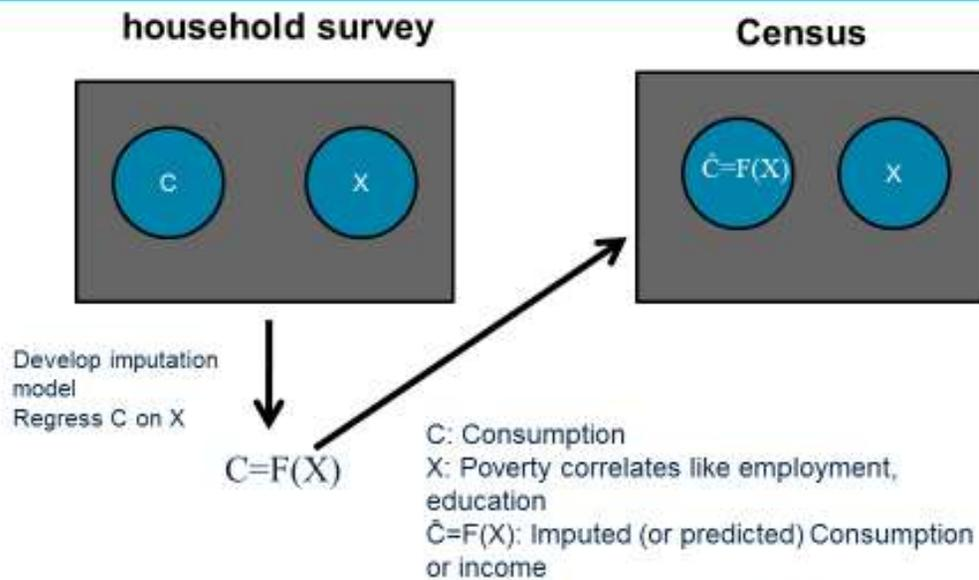 household survey
Census
C
X
Ĉ=F(X)
X
Develop imputation
model
Regress C on X
C=F(X)
C: Consumption
X: Poverty correlates like employment,
education
Ĉ=F(X): Imputed (or predicted) Consumption
or income